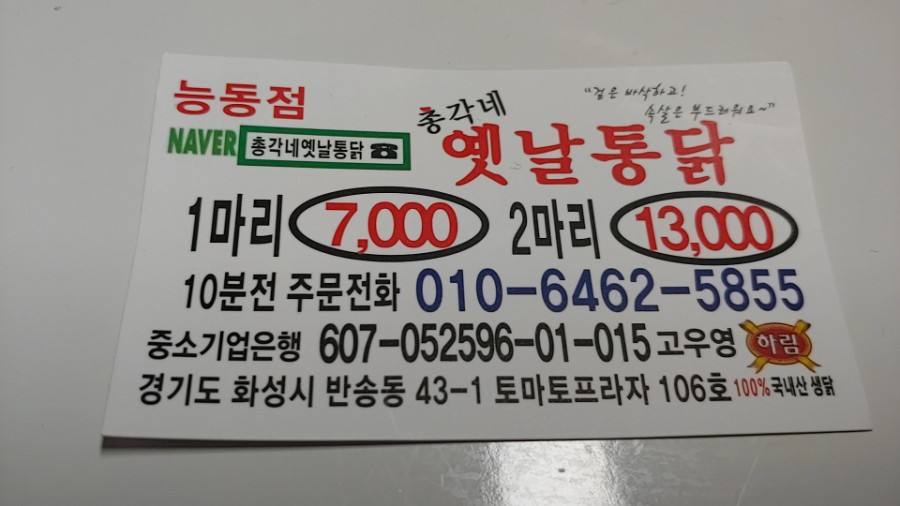 능동점
NAVER 총각네옛날통닭 ☎
총각네
옛날통닭
"겉은 바삭하고!
속살은 부드러워요~"
1마리 7,000 2마리 13,000
10분전 주문전화 010-6462-5855
중소기업은행 607-052596-01-015 고우영 하림
경기도 화성시 반송동 43-1 토마토프라자 106호 100% 국내산 생닭